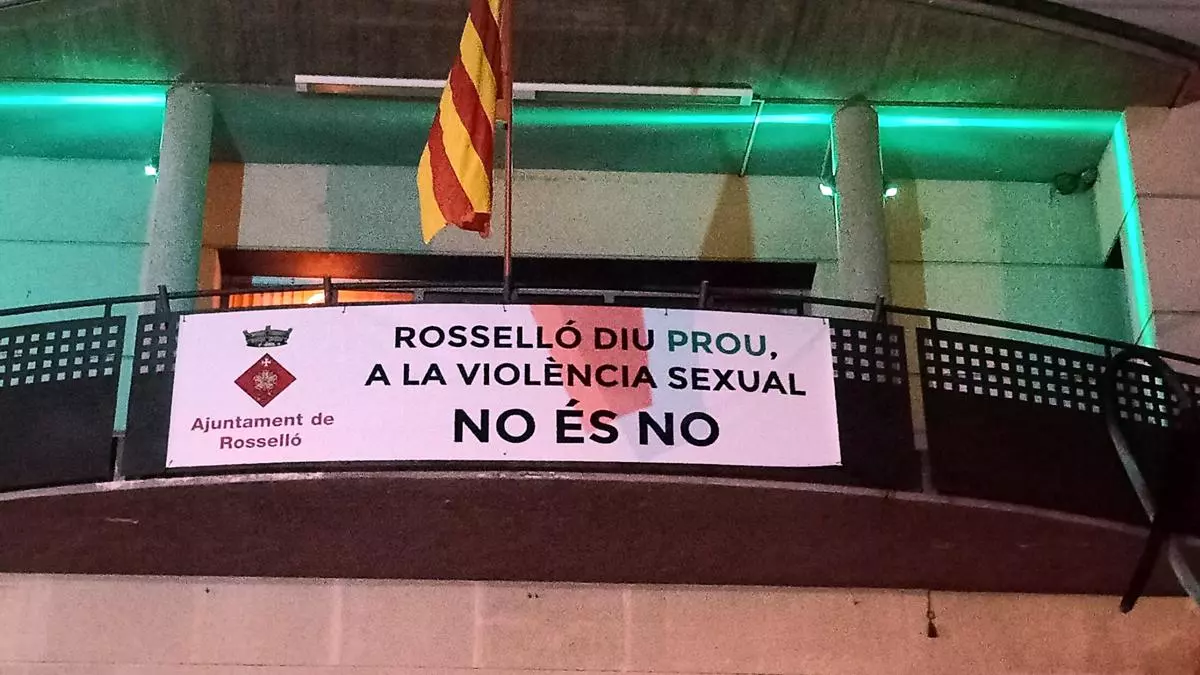 ROSSELLÓ DIU PROU,
A LA VIOLÈNCIA SEXUAL
NO ÉS NO
Ajuntament de
Rosselló